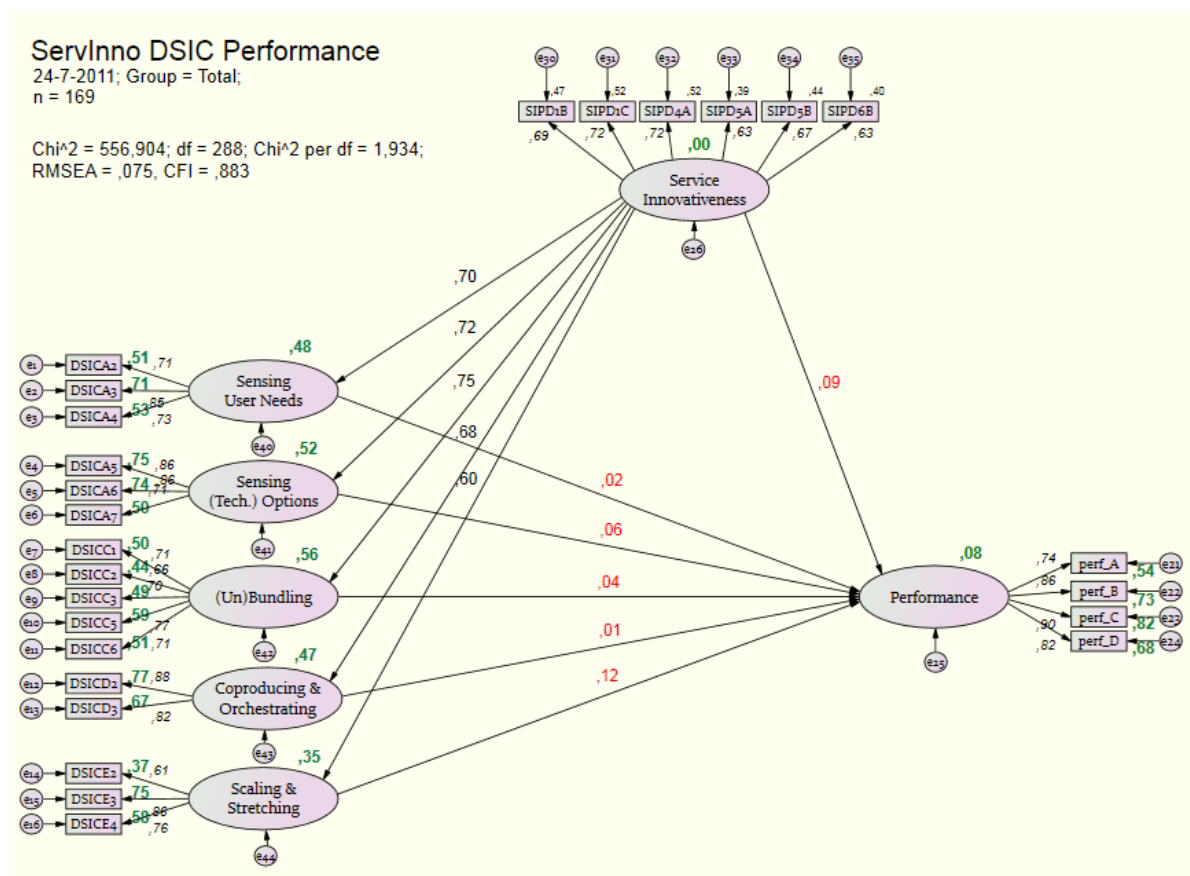 ServInno DSIC Performance
24-7-2011; Group = Total;
n = 169
Chi^2 = 556,904; df = 288; Chi^2 per df = 1,934;
RMSEA = ,075, CFI = ,883
e30 e31 e32 e33 e34 e35
,47 ,52 ,52 ,39 ,44 ,40
SIPD1B SIPD1C SIPD4A SIPD5A SIPD5B SIPD6B
,69 ,72 ,72 ,63 ,67 ,63
,00
Service
Innovativeness
e26
,70
,72
,75
,68
,60
,09
,48
e1 DSICA2 ,51 ,71
e2 DSICA3 ,71 ,85
e3 DSICA4 ,53 ,73
Sensing
User Needs
e40
,52
e4 DSICA5 ,75 ,86
e5 DSICA6 ,74 ,86
e6 DSICA7 ,50 ,71
Sensing
(Tech.) Options
e41
,56
e7 DSICC1 ,50 ,71
e8 DSICC2 ,44 ,66
e9 DSICC3 ,49 ,70
e10 DSICC5 ,59 ,77
e11 DSICC6 ,51 ,71
(Un)Bundling
e42
,47
e12 DSICD2 ,77 ,88
e13 DSICD3 ,67 ,82
Coproducing &
Orchestrating
e43
,35
e14 DSICE2 ,37 ,61
e15 DSICE3 ,75 ,86
e16 DSICE4 ,58 ,76
Scaling &
Stretching
e44
,02
,06
,04
,01
,12
,08
Performance
e25
,74 perf_A ,54 e21
,86 perf_B ,73 e22
,90 perf_C ,82 e23
,82 perf_D ,68 e24